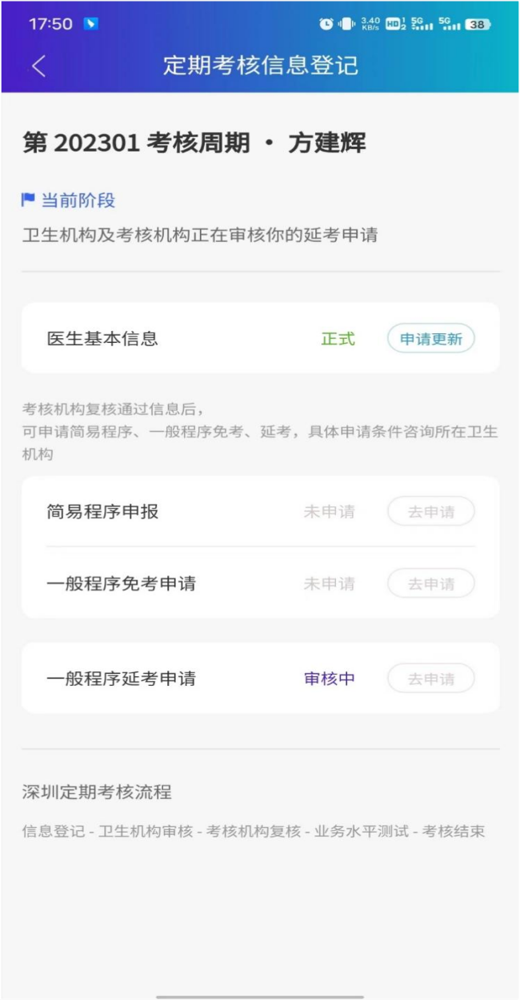 17:50 3.40 KB/s HD 1 2 5G 5G 38
定期考核信息登记
第 202301 考核周期 · 方建辉
当前阶段
卫生机构及考核机构正在审核你的延考申请
医生基本信息 正式 申请更新
考核机构复核通过信息后，
可申请简易程序、一般程序免考、延考，具体申请条件咨询所在卫生
机构
简易程序申报 未申请 去申请
一般程序免考申请 未申请 去申请
一般程序延考申请 审核中 去申请
深圳定期考核流程
信息登记 - 卫生机构审核 - 考核机构复核 - 业务水平测试 - 考核结束